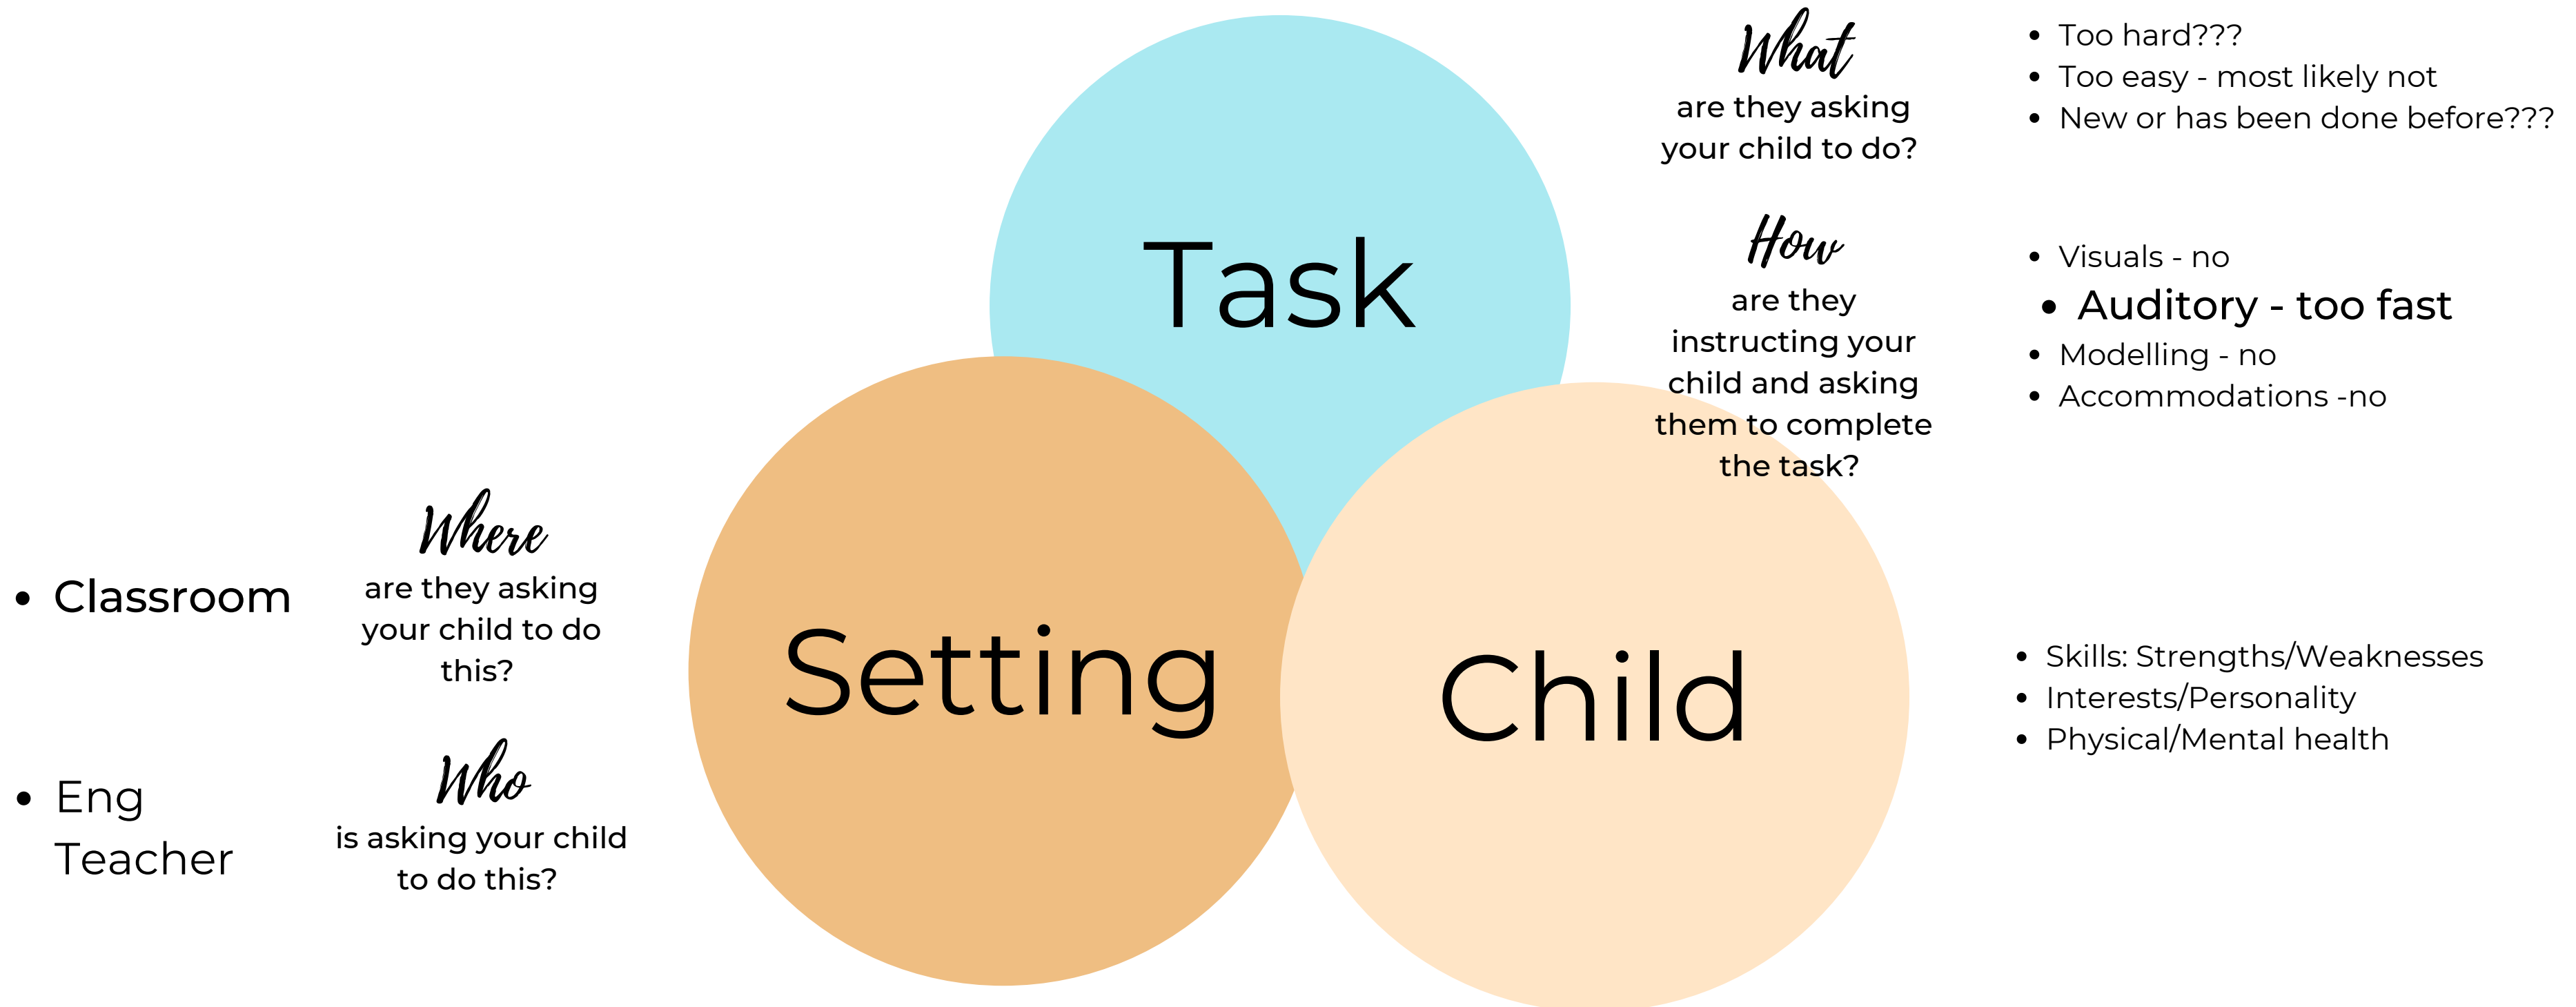 What
are they asking
your child to do?
• Too hard???
• Too easy - most likely not
• New or has been done before???
Task
How
are they
instructing your
child and asking
them to complete
the task?
• Visuals - no
• Auditory - too fast
• Modelling - no
• Accommodations -no
• Classroom
Where
are they asking
your child to do
this?
• Eng
Teacher
Who
is asking your child
to do this?
Setting
Child
• Skills: Strengths/Weaknesses
• Interests/Personality
• Physical/Mental health